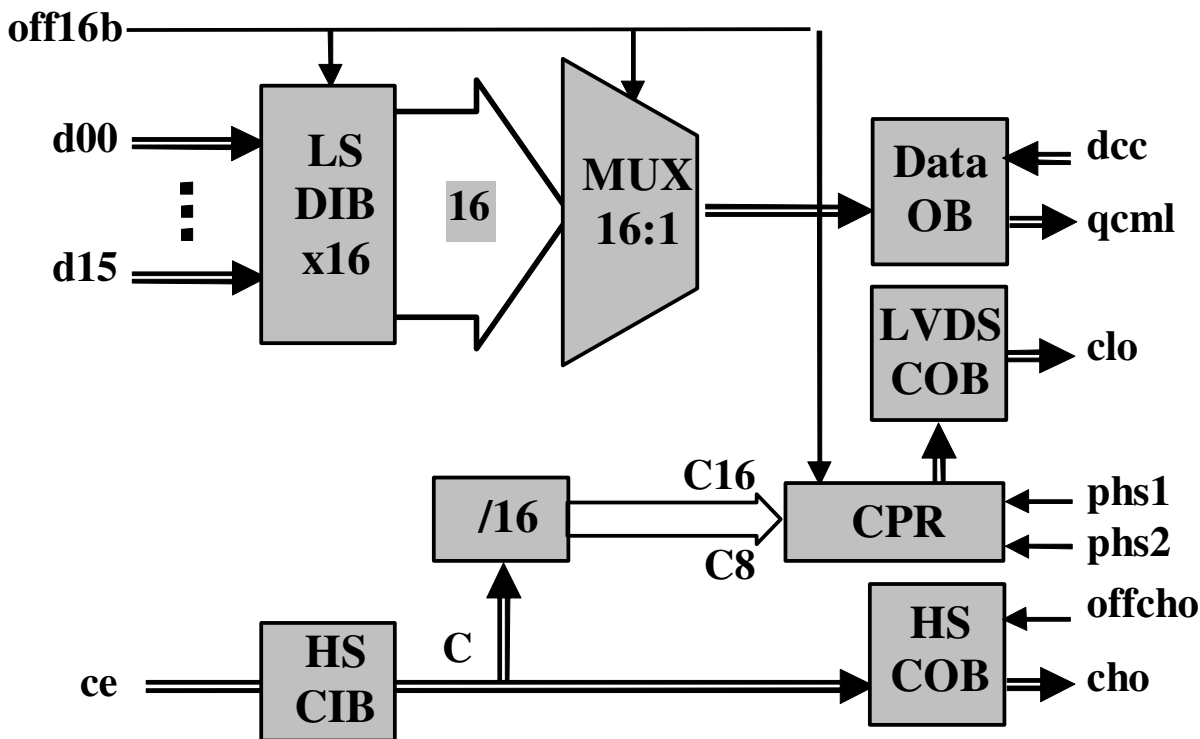 off16b
d00
d15
LS
DIB
x16
16
MUX
16:1
Data
OB
dcc
qcml
LVDS
COB
clo
/16
C16
C8
CPR
phs1
phs2
ce
HS
CIB
C
HS
COB
offcho
cho